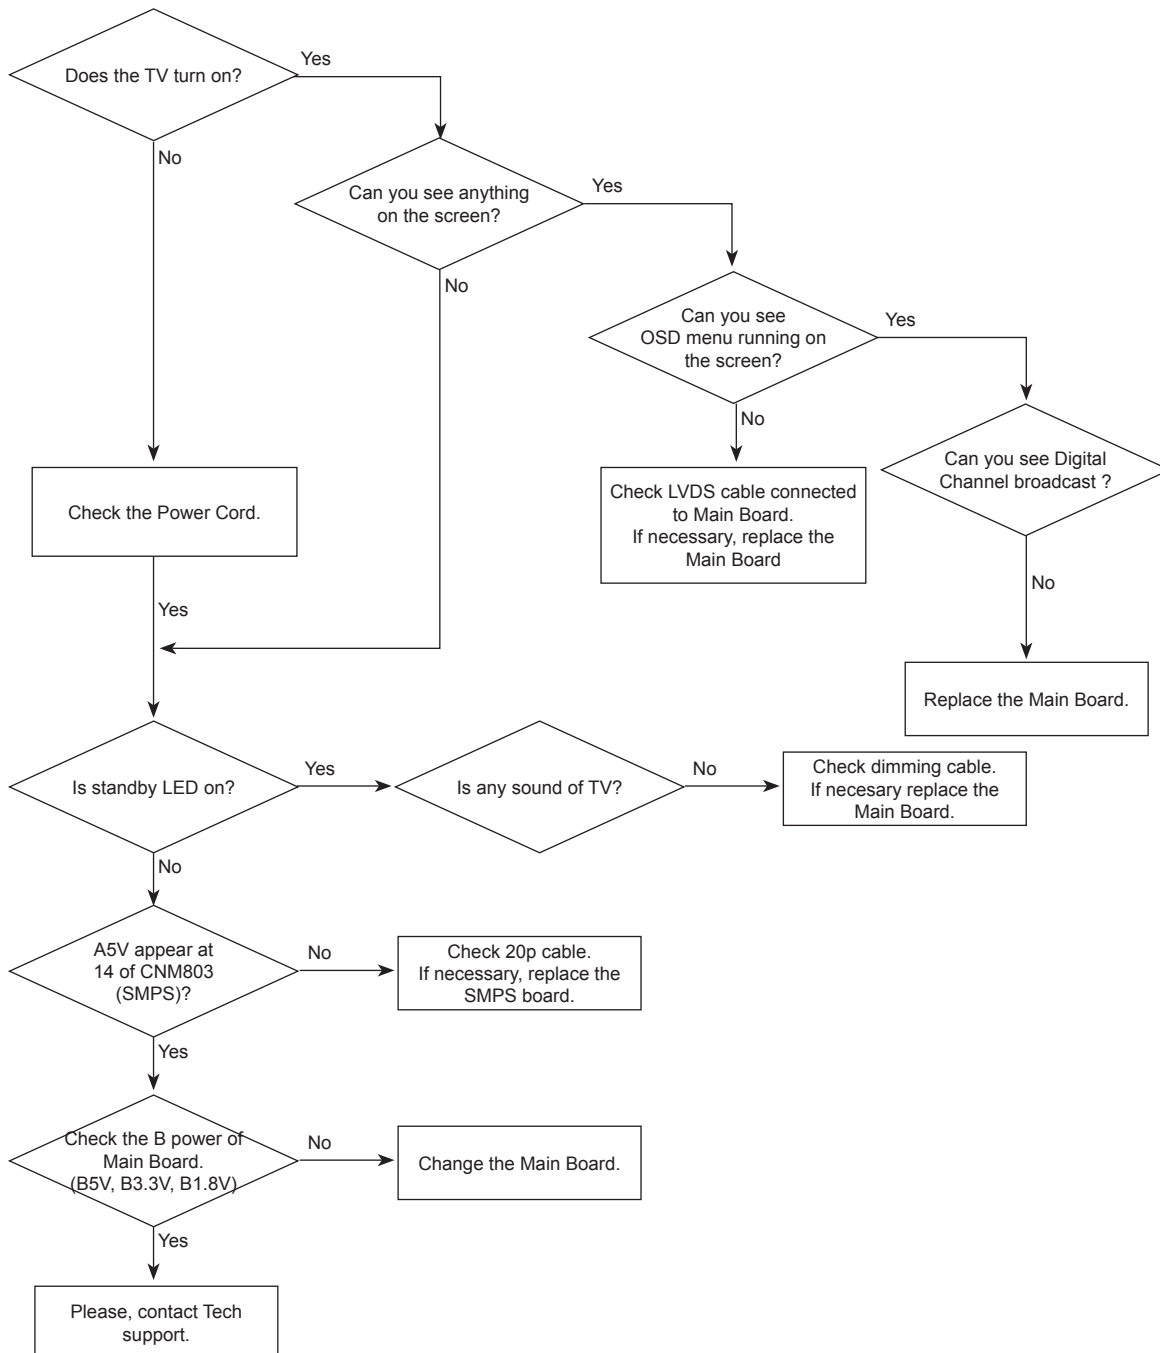 Does the TV turn on?
Yes
No
Can you see anything
on the screen?
Yes
No
Can you see
OSD menu running on
the screen?
Yes
No
Can you see Digital
Channel broadcast ?
No
Check the Power Cord.
Yes
Check LVDS cable connected
to Main Board.
If necessary, replace the
Main Board
Replace the Main Board.
Is standby LED on?
Yes
No
Is any sound of TV?
No
Check dimming cable.
If necesary replace the
Main Board.
A5V appear at
14 of CNM803
(SMPS)?
No
Yes
Check 20p cable.
If necessary, replace the
SMPS board.
Check the B power of
Main Board.
(B5V, B3.3V, B1.8V)
No
Yes
Change the Main Board.
Please, contact Tech
support.